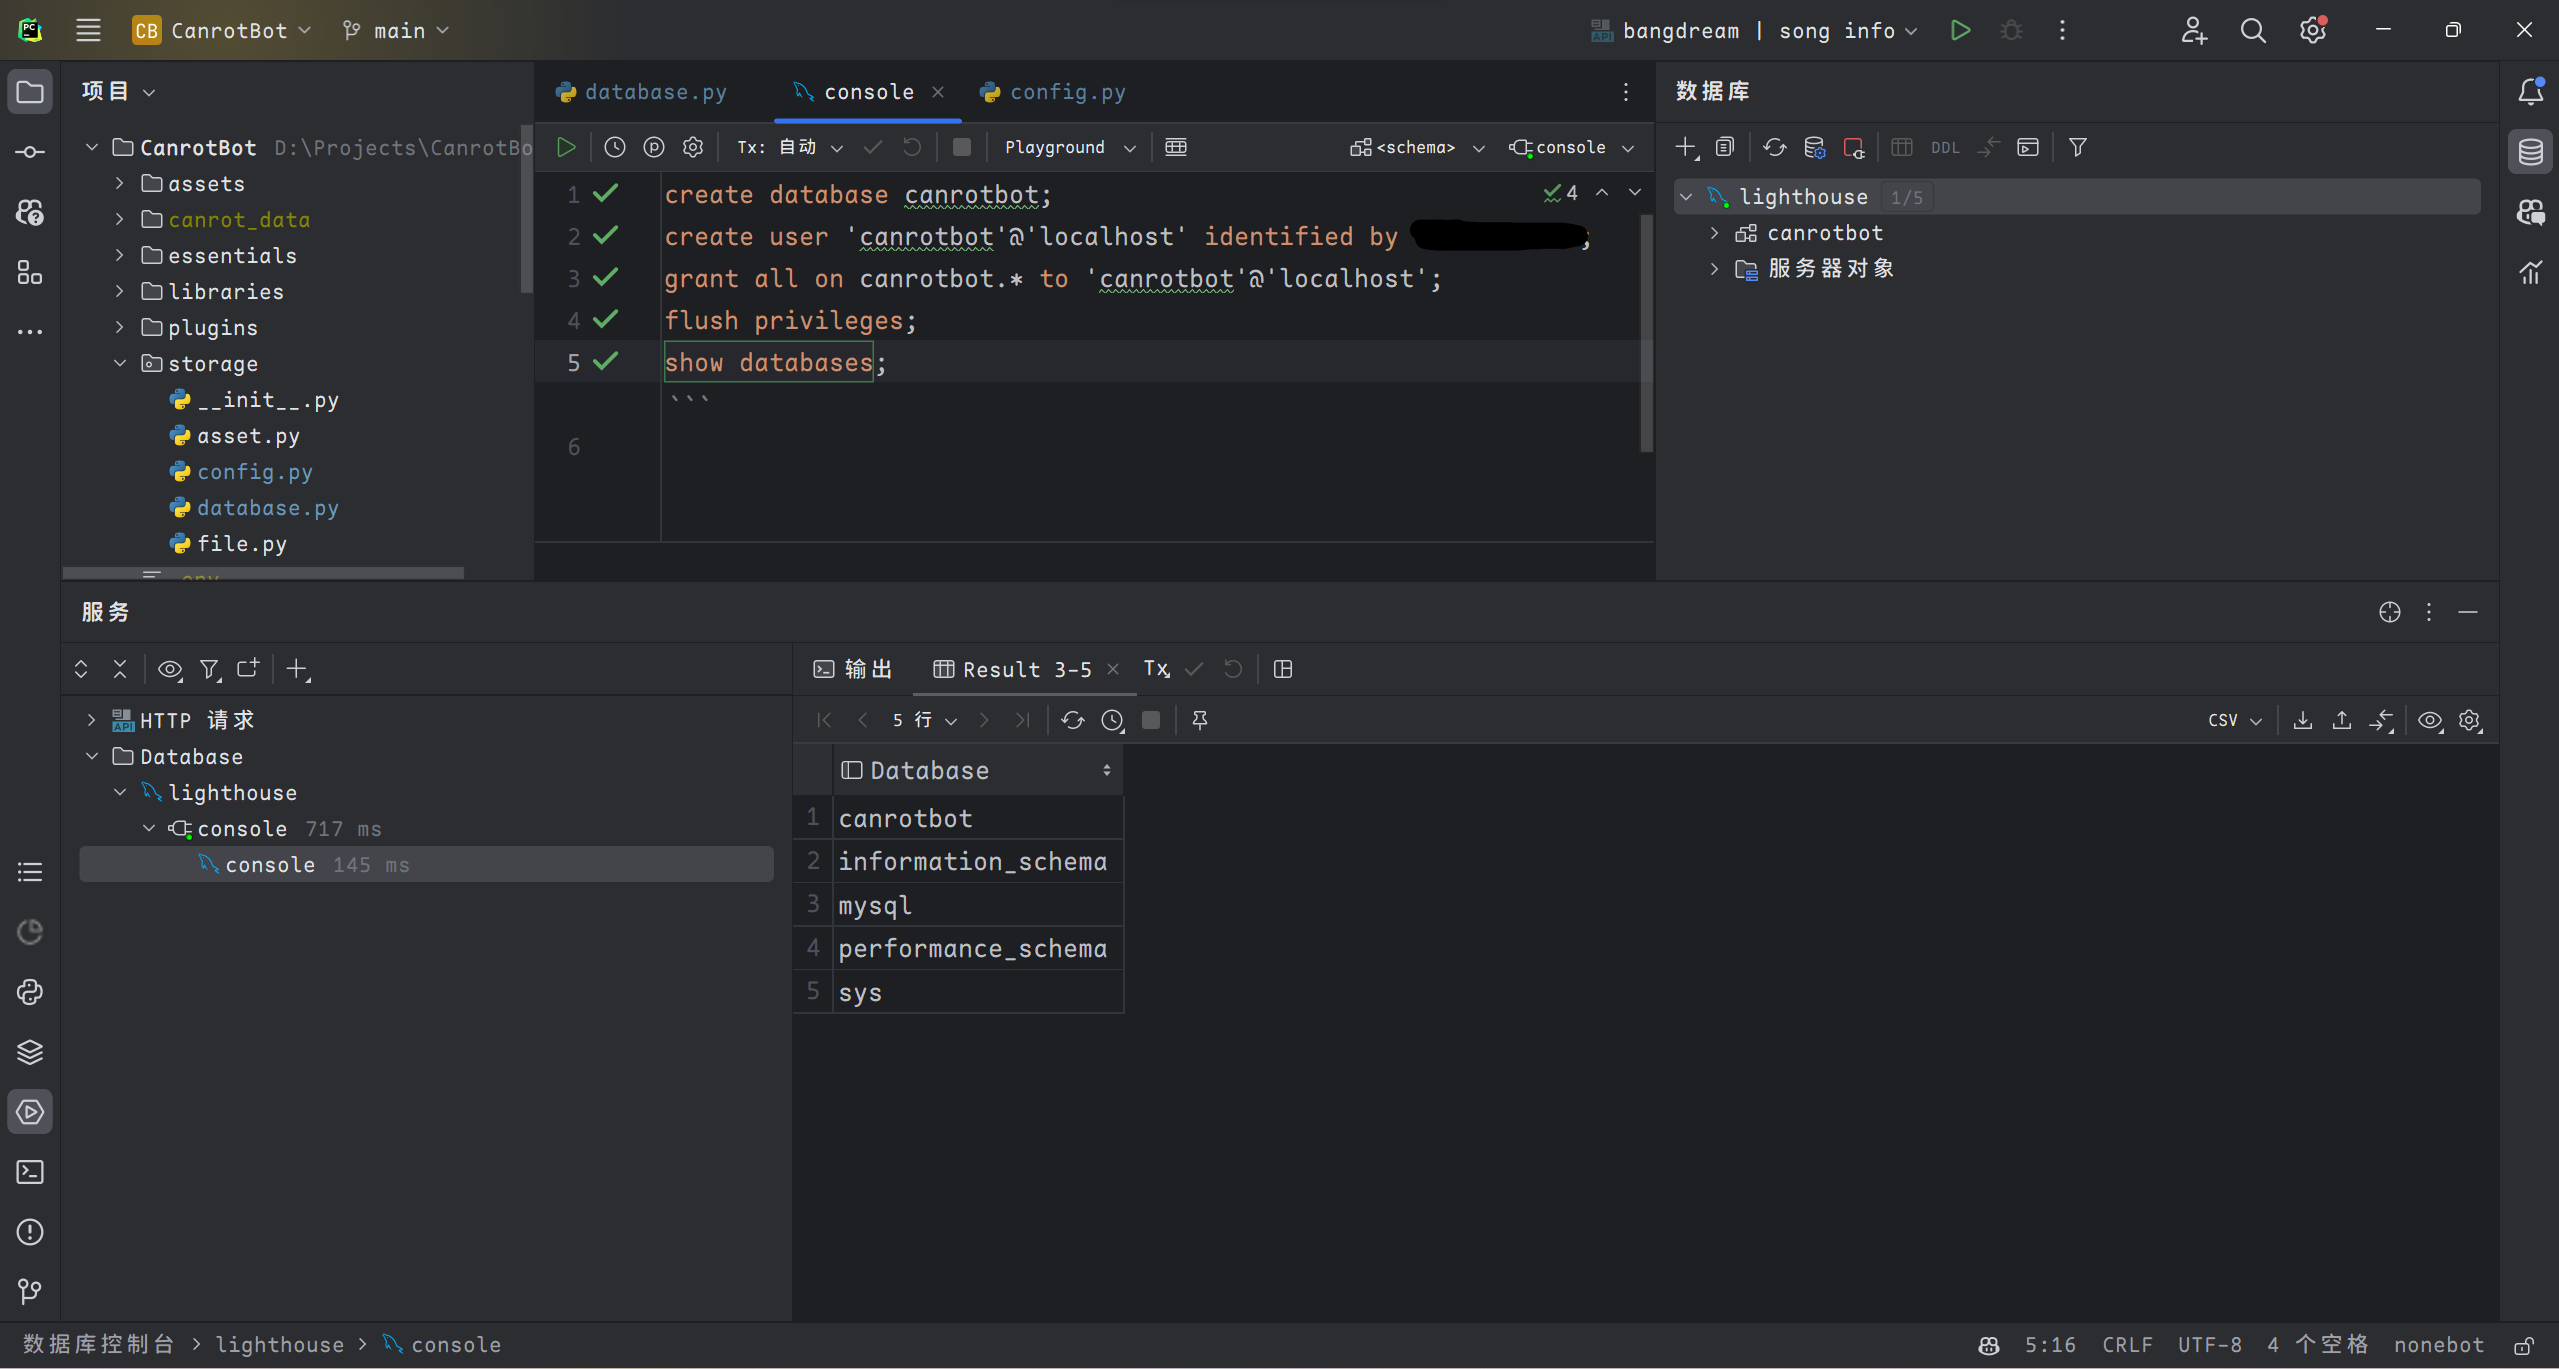 CB CanrotBot main bangdream | song info
项目
CanrotBot D:\Projects\CanrotBo
assets
canrot_data
essentials
libraries
plugins
storage
__init__.py
asset.py
config.py
database.py
file.py
database.py console config.py
Tx: 自动 Playground <schema> console
1 create database canrotbot; 4
2 create user 'canrotbot'@'localhost' identified by ;
3 grant all on canrotbot.* to 'canrotbot'@'localhost';
4 flush privileges;
5 show databases;
```
6
数据库
DDL
lighthouse 1/5
canrotbot
服务器对象
服务
HTTP 请求
Database
lighthouse
console 717 ms
console 145 ms
输出 Result 3-5 Tx
5 行 CSV
Database
1 canrotbot
2 information_schema
3 mysql
4 performance_schema
5 sys
数据库控制台 > lighthouse > console 5:16 CRLF UTF-8 4 个空格 nonebot